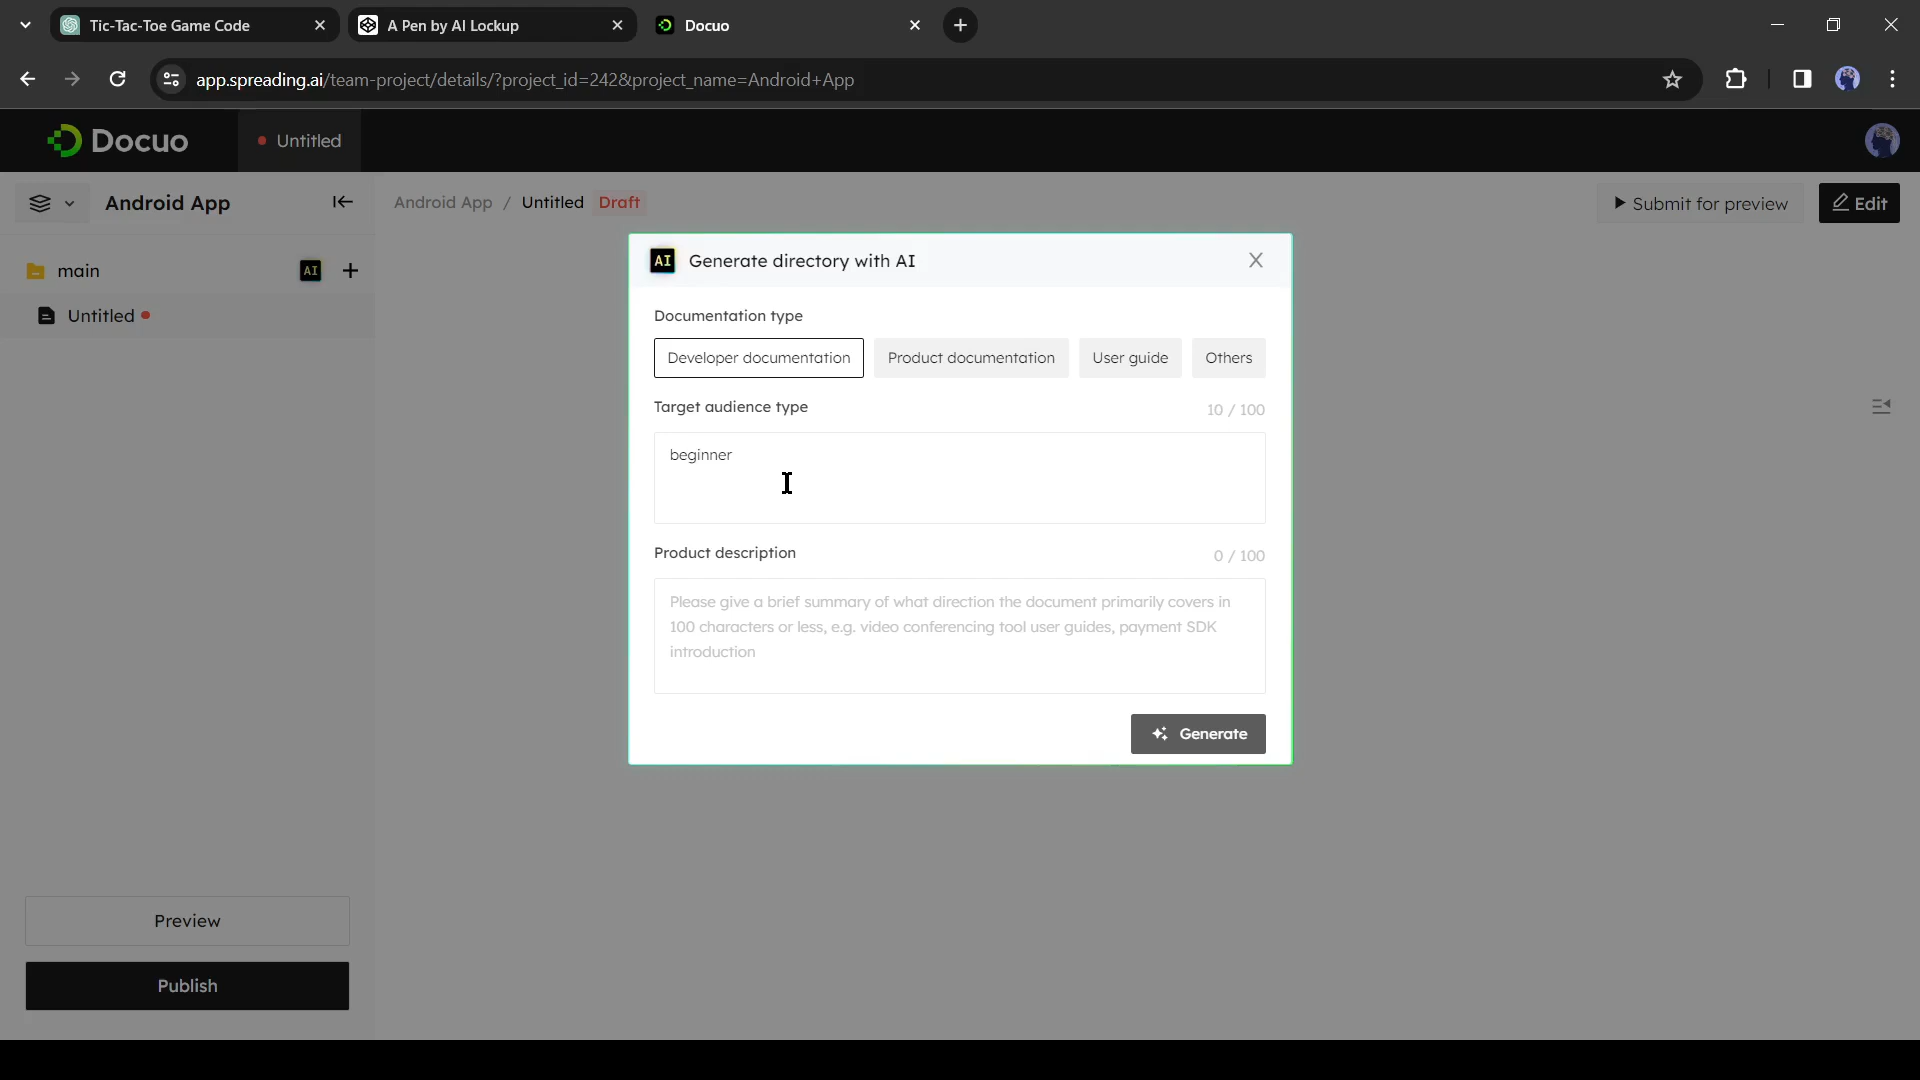 Tic-Tac-Toe Game Code
A Pen by AI Lockup
Docuo
app.spreading.ai/team-project/details/?project_id=242&project_name=Android+App
Docuo
Untitled
Android App
Android App / Untitled Draft
Submit for preview
Edit
main
AI
Untitled
AI Generate directory with AI
Documentation type
Developer documentation
Product documentation
User guide
Others
Target audience type
10 / 100
beginner
Product description
0 / 100
Please give a brief summary of what direction the document primarily covers in
100 characters or less, e.g. video conferencing tool user guides, payment SDK
introduction
Generate
Preview
Publish